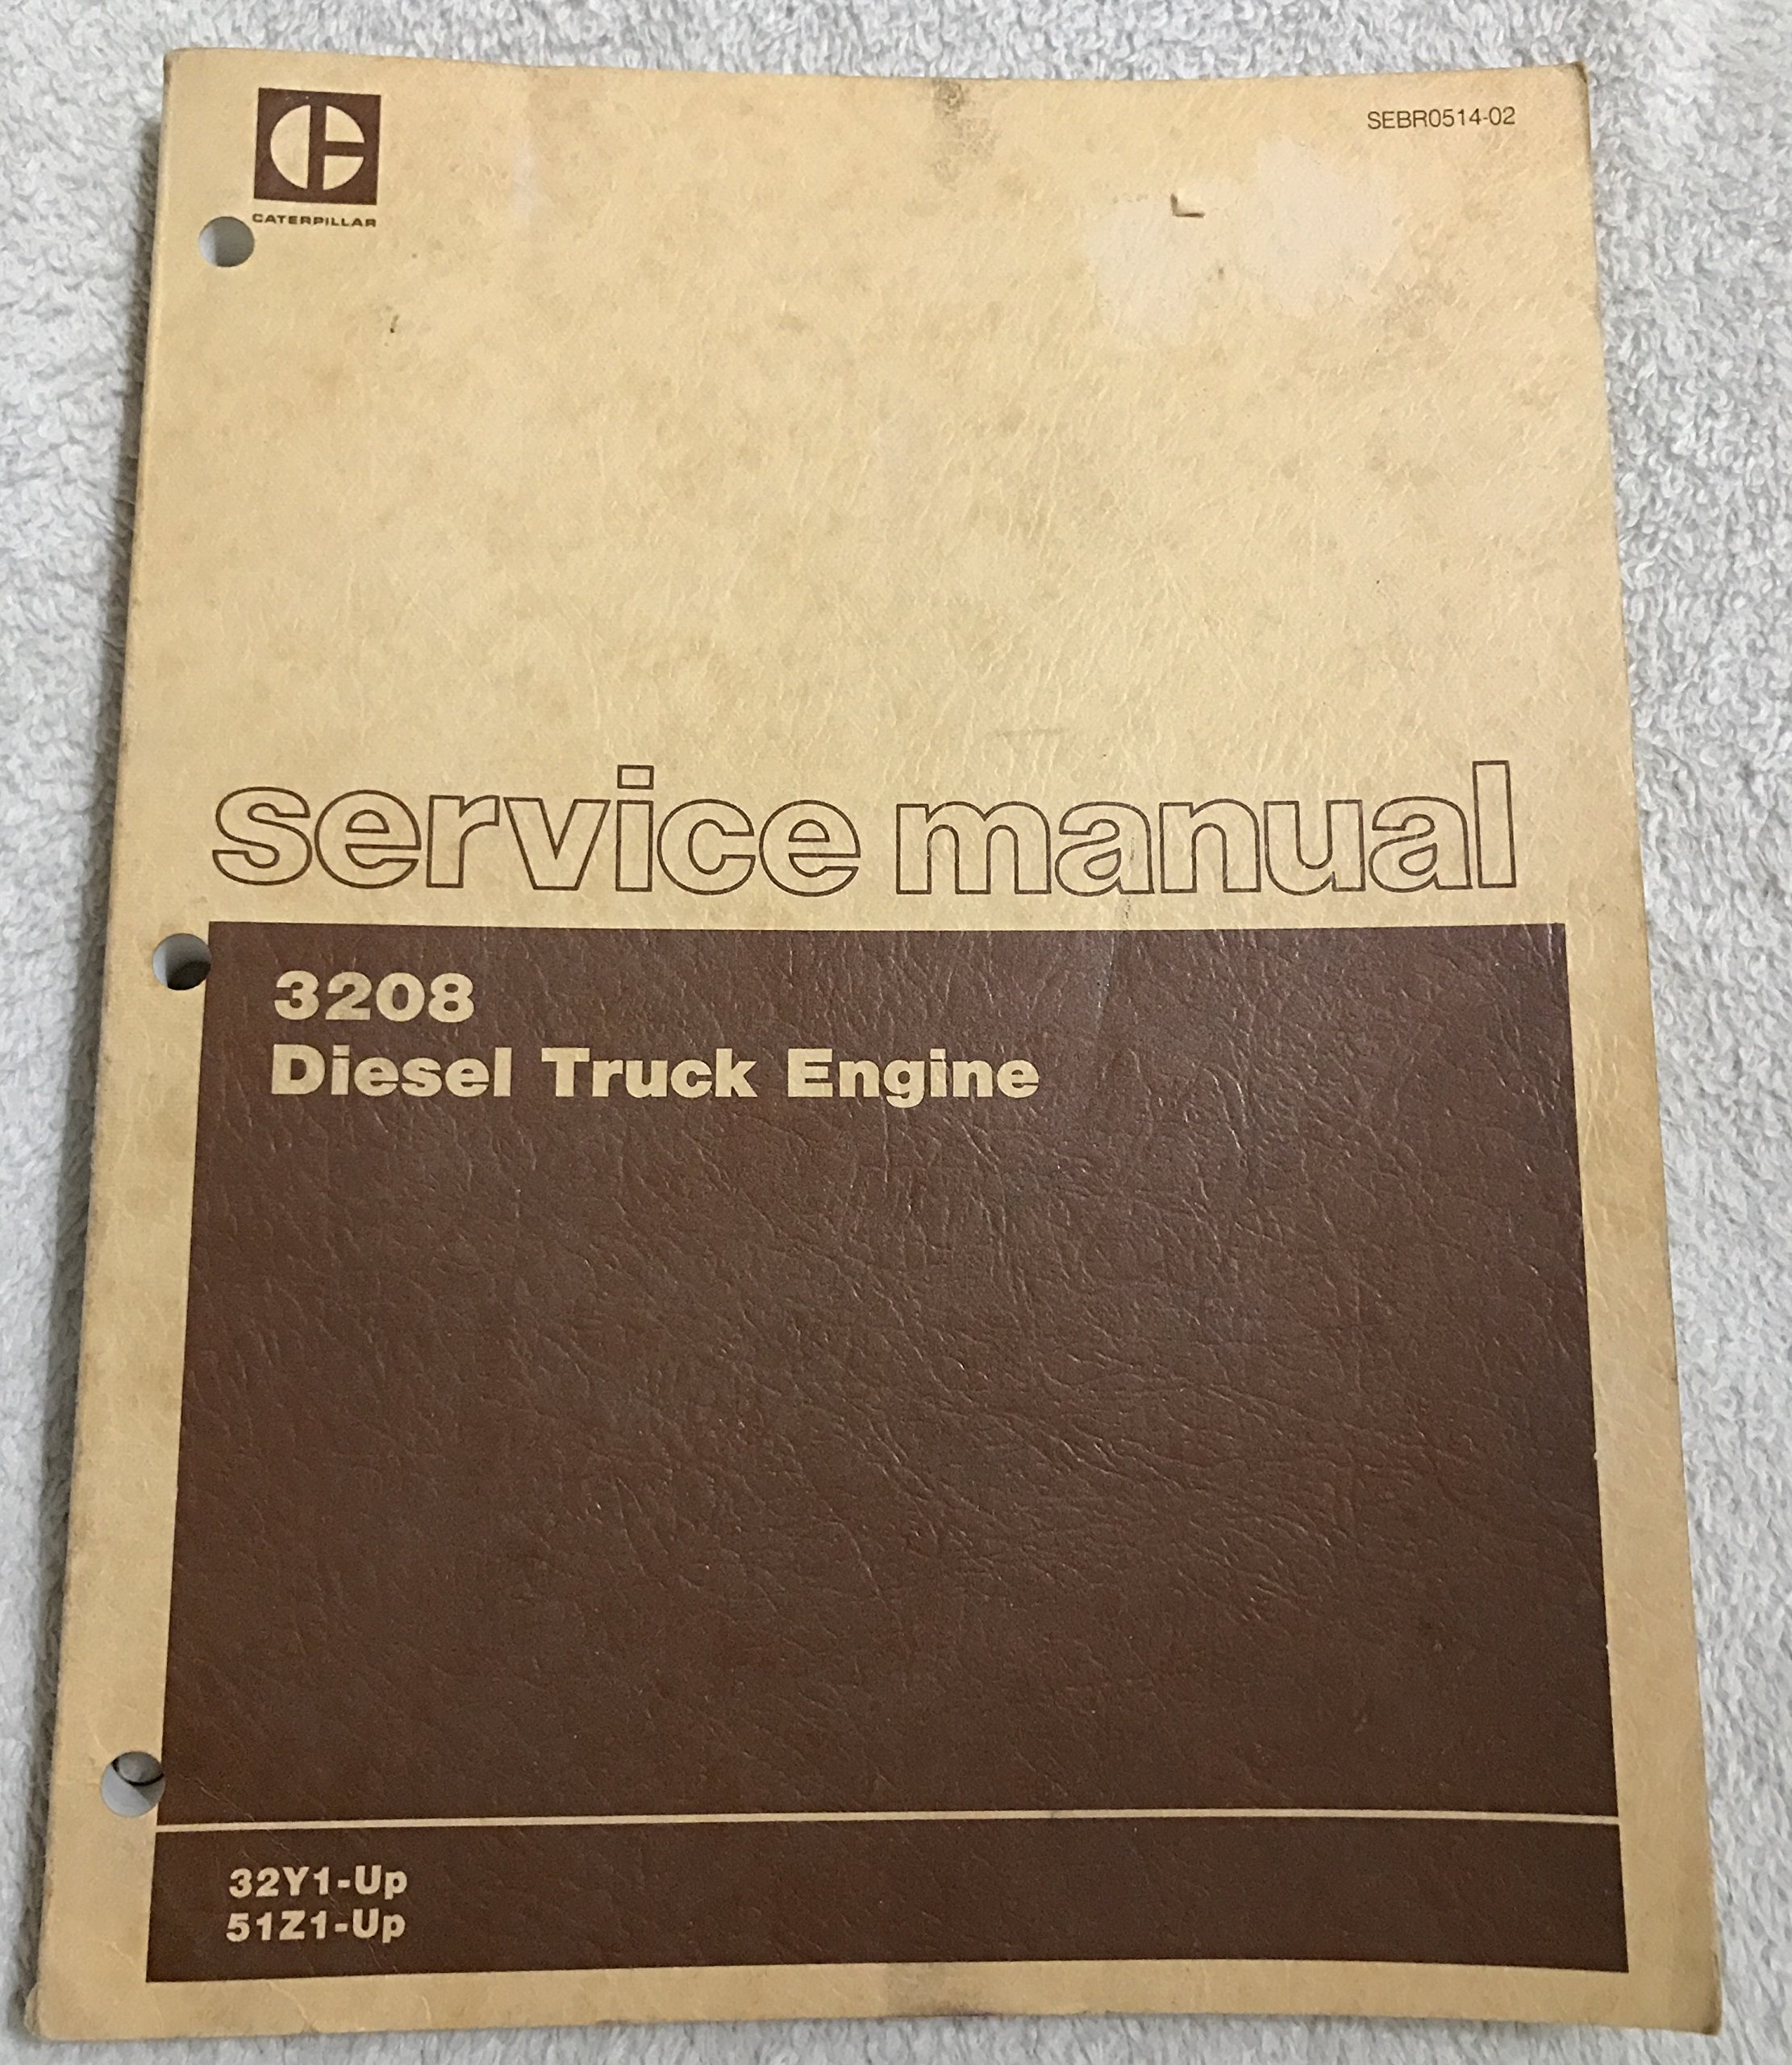 CATERPILLAR
SEBR0514-02
service manual
3208
Diesel Truck Engine
32Y1-Up
51Z1-Up